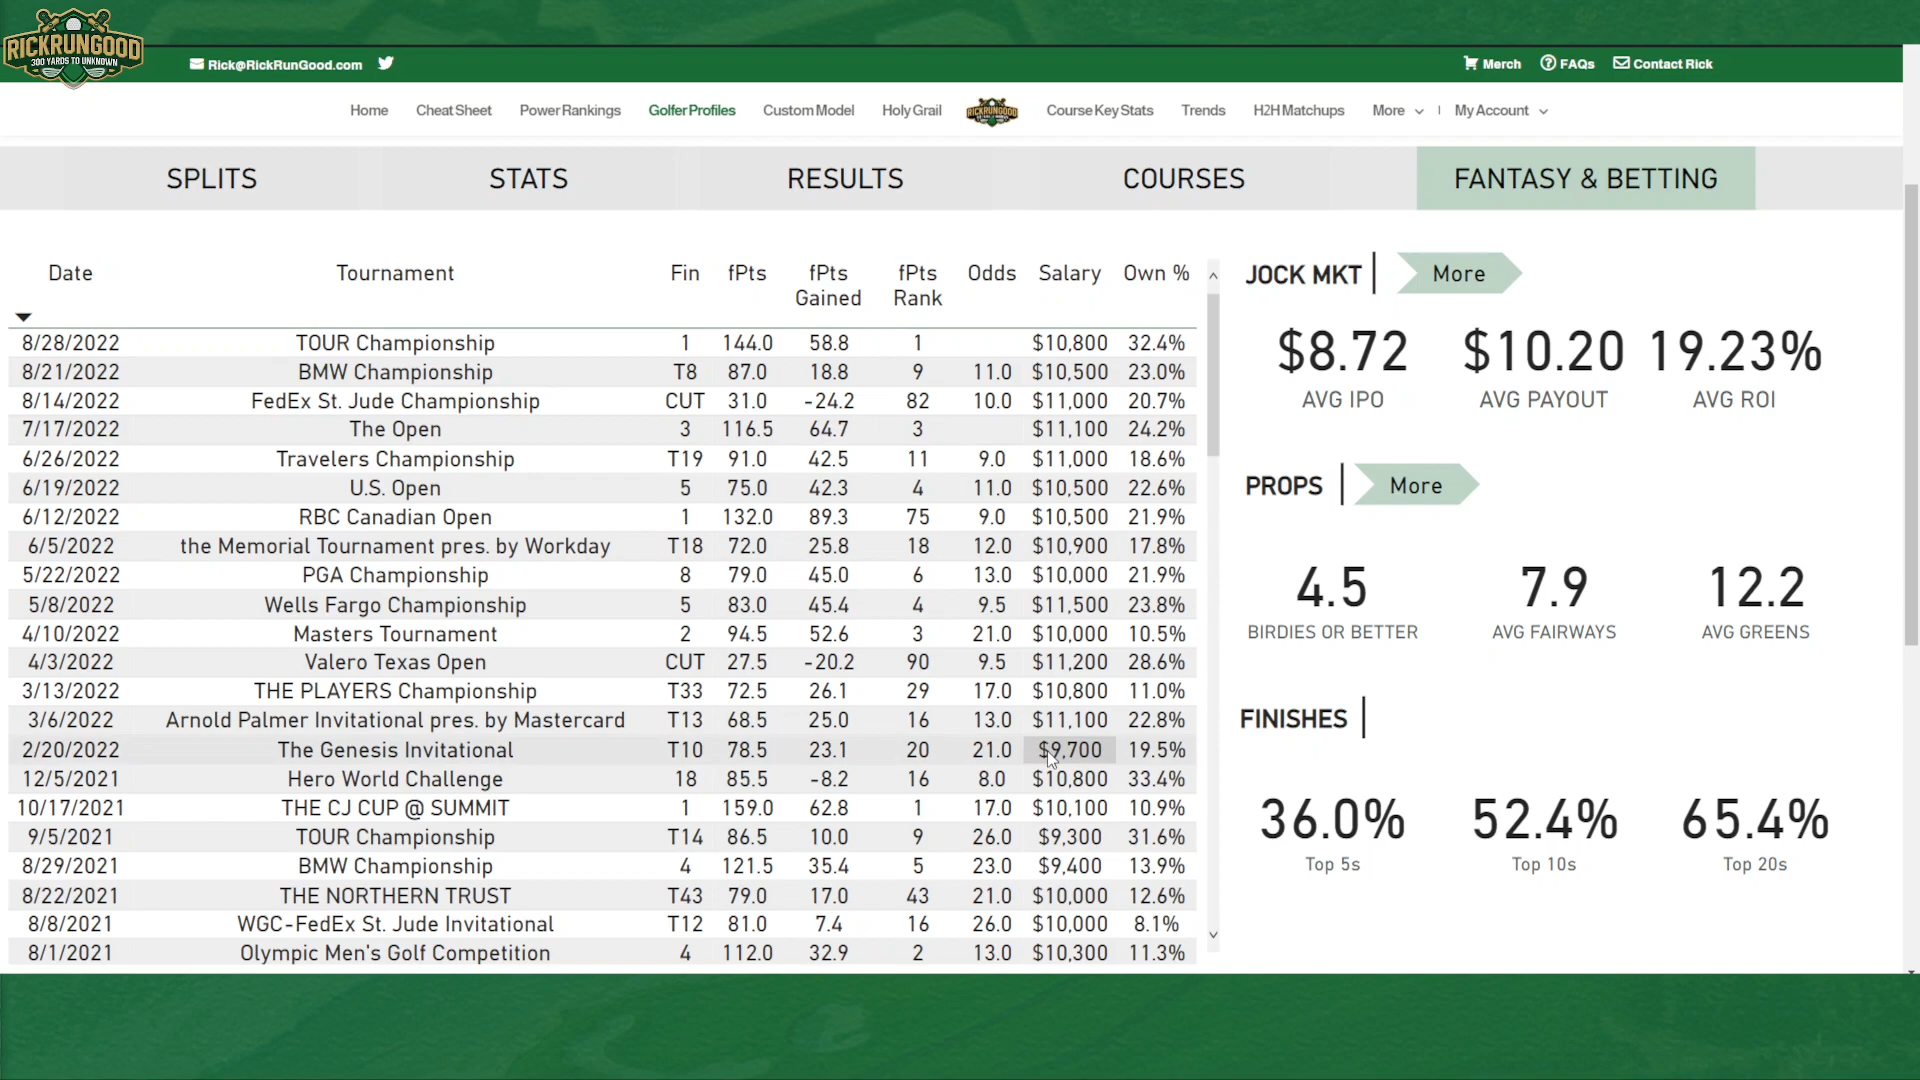 RICKRUNGOOD
300 YARDS TO UNKNOWN
Rick@RickRunGood.com
Merch FAQs Contact Rick
Home Cheat Sheet Power Rankings Golfer Profiles Custom Model Holy Grail RICKRUNGOOD Course Key Stats Trends H2H Matchups More | My Account
SPLITS STATS RESULTS COURSES FANTASY & BETTING
Date Tournament Fin fPts fPts Gained fPts Rank Odds Salary Own %
8/28/2022 TOUR Championship 1 144.0 58.8 1 $10,800 32.4%
8/21/2022 BMW Championship T8 87.0 18.8 9 11.0 $10,500 23.0%
8/14/2022 FedEx St. Jude Championship CUT 31.0 -24.2 82 10.0 $11,000 20.7%
7/17/2022 The Open 3 116.5 64.7 3 $11,100 24.2%
6/26/2022 Travelers Championship T19 91.0 42.5 11 9.0 $11,000 18.6%
6/19/2022 U.S. Open 5 75.0 42.3 4 11.0 $10,500 22.6%
6/12/2022 RBC Canadian Open 1 132.0 89.3 75 9.0 $10,500 21.9%
6/5/2022 the Memorial Tournament pres. by Workday T18 72.0 25.8 18 12.0 $10,900 17.8%
5/22/2022 PGA Championship 8 79.0 45.0 6 13.0 $10,000 21.9%
5/8/2022 Wells Fargo Championship 5 83.0 45.4 4 9.5 $11,500 23.8%
4/10/2022 Masters Tournament 2 94.5 52.6 3 21.0 $10,000 10.5%
4/3/2022 Valero Texas Open CUT 27.5 -20.2 90 9.5 $11,200 28.6%
3/13/2022 THE PLAYERS Championship T33 72.5 26.1 29 17.0 $10,800 11.0%
3/6/2022 Arnold Palmer Invitational pres. by Mastercard T13 68.5 25.0 16 13.0 $11,100 22.8%
2/20/2022 The Genesis Invitational T10 78.5 23.1 20 21.0 $9,700 19.5%
12/5/2021 Hero World Challenge 18 85.5 -8.2 16 8.0 $10,800 33.4%
10/17/2021 THE CJ CUP @ SUMMIT 1 159.0 62.8 1 17.0 $10,100 10.9%
9/5/2021 TOUR Championship T14 86.5 10.0 9 26.0 $9,300 31.6%
8/29/2021 BMW Championship 4 121.5 35.4 5 23.0 $9,400 13.9%
8/22/2021 THE NORTHERN TRUST T43 79.0 17.0 43 21.0 $10,000 12.6%
8/8/2021 WGC-FedEx St. Jude Invitational T12 81.0 7.4 16 26.0 $10,000 8.1%
8/1/2021 Olympic Men's Golf Competition 4 112.0 32.9 2 13.0 $10,300 11.3%
JOCK MKT More
$8.72 $10.20 19.23%
AVG IPO AVG PAYOUT AVG ROI
PROPS More
4.5 7.9 12.2
BIRDIES OR BETTER AVG FAIRWAYS AVG GREENS
FINISHES
36.0% 52.4% 65.4%
Top 5s Top 10s Top 20s